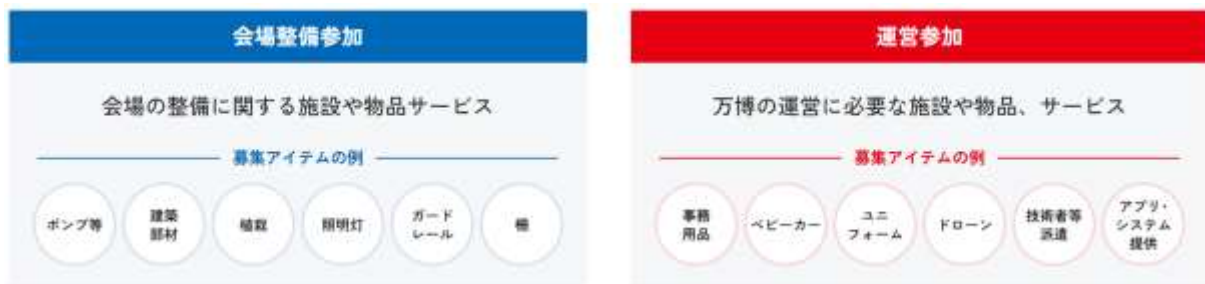 会場整備参加
会場の整備に関する施設や物品サービス
募集アイテムの例
ポンプ等
建築
部材
植栽
照明灯
ガード
レール
柵
運営参加
万博の運営に必要な施設や物品、サービス
募集アイテムの例
事務
用品
ベビーカー
ユニ
フォーム
ドローン
技術者等
派遣
アプリ・
システム
提供